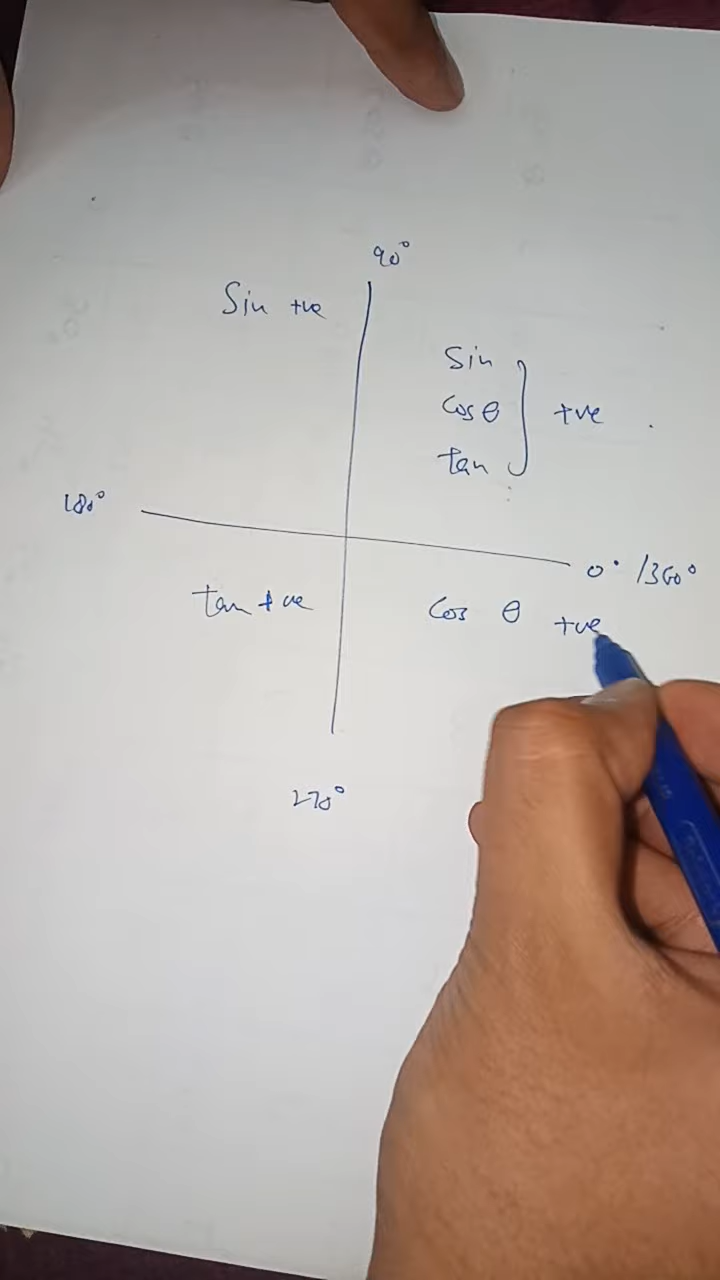 90°
Sin +ve
Sin
Cos θ
+ve
tan
180°
0° /360°
tan +ve
Cos θ +ve
270°